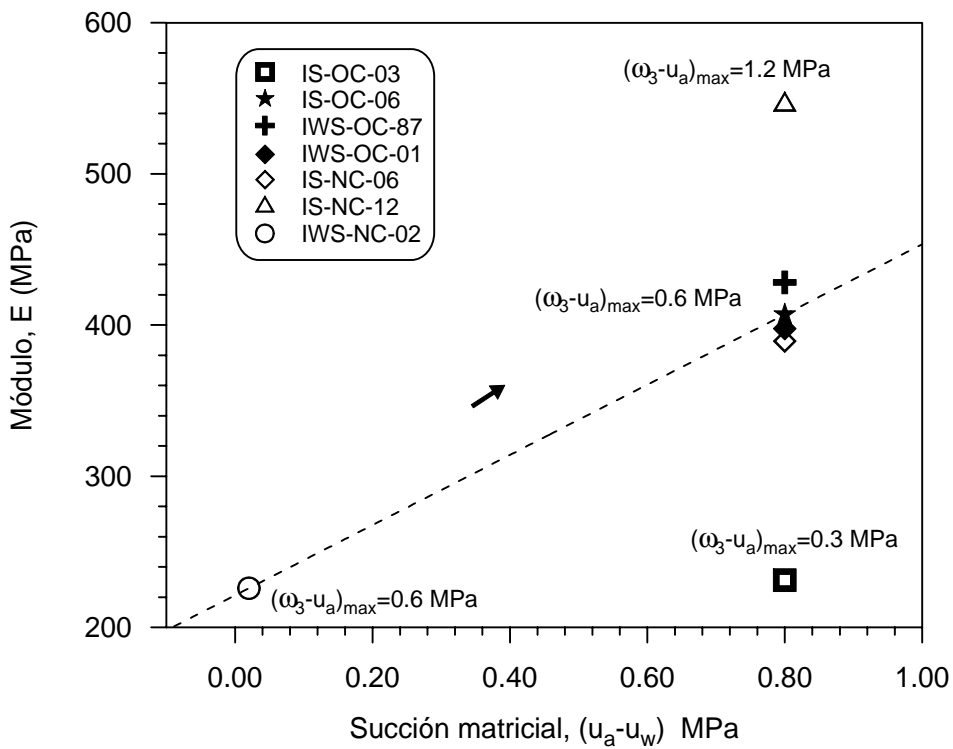 600
500
400
300
200
Módulo, E (MPa)
IS-OC-03
IS-OC-06
IWS-OC-87
IWS-OC-01
IS-NC-06
IS-NC-12
IWS-NC-02
(ω₃-uₐ)max=1.2 MPa
(ω₃-uₐ)max=0.6 MPa
(ω₃-uₐ)max=0.3 MPa
(ω₃-uₐ)max=0.6 MPa
0.00 0.20 0.40 0.60 0.80 1.00
Succión matricial, (uₐ-u_w) MPa